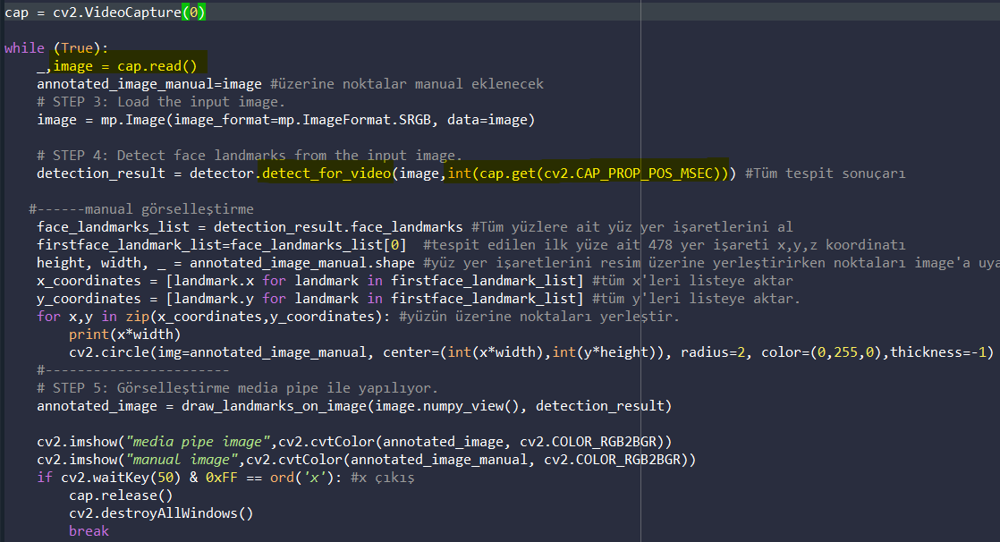 cap = cv2.VideoCapture(0)
while (True):
_,image = cap.read()
annotated_image_manual=image #üzerine noktalar manual eklenecek
# STEP 3: Load the input image.
image = mp.Image(image_format=mp.ImageFormat.SRGB, data=image)
# STEP 4: Detect face landmarks from the input image.
detection_result = detector.detect_for_video(image,int(cap.get(cv2.CAP_PROP_POS_MSEC))) #Tüm tespit sonuçarı
#------manual görselleştirme
face_landmarks_list = detection_result.face_landmarks #Tüm yüzlere ait yüz yer işaretlerini al
firstface_landmark_list=face_landmarks_list[0]  #tespit edilen ilk yüze ait 478 yer işareti x,y,z koordinatı
height, width, _ = annotated_image_manual.shape #yüz yer işaretlerini resim üzerine yerleştirirken noktaları image'a uya
x_coordinates = [landmark.x for landmark in firstface_landmark_list] #tüm x'leri listeye aktar
y_coordinates = [landmark.y for landmark in firstface_landmark_list] #tüm y'leri listeye aktar.
for x,y in zip(x_coordinates,y_coordinates): #yüzün üzerine noktaları yerleştir.
print(x*width)
cv2.circle(img=annotated_image_manual, center=(int(x*width),int(y*height)), radius=2, color=(0,255,0),thickness=-1)
#-----------------------
# STEP 5: Görselleştirme media pipe ile yapılıyor.
annotated_image = draw_landmarks_on_image(image.numpy_view(), detection_result)
cv2.imshow("media pipe image",cv2.cvtColor(annotated_image, cv2.COLOR_RGB2BGR))
cv2.imshow("manual image",cv2.cvtColor(annotated_image_manual, cv2.COLOR_RGB2BGR))
if cv2.waitKey(50) & 0xFF == ord('x'): #x çıkış
cap.release()
cv2.destroyAllWindows()
break